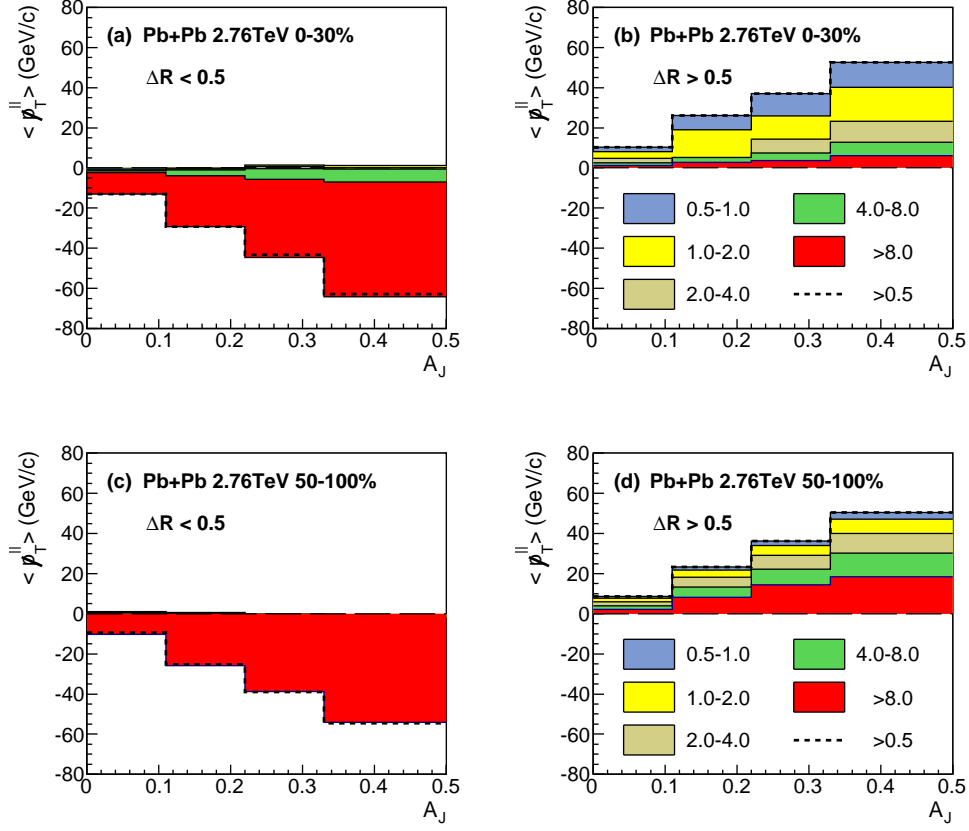 (a) Pb+Pb 2.76TeV 0-30%
ΔR < 0.5
< p̸_T^|| > (GeV/c)
80
60
40
20
0
-20
-40
-60
-80
0 0.1 0.2 0.3 0.4 0.5
A_J
(b) Pb+Pb 2.76TeV 0-30%
ΔR > 0.5
< p̸_T^|| > (GeV/c)
80
60
40
20
0
-20
-40
-60
-80
0.5-1.0 4.0-8.0
1.0-2.0 >8.0
2.0-4.0 >0.5
0 0.1 0.2 0.3 0.4 0.5
A_J
(c) Pb+Pb 2.76TeV 50-100%
ΔR < 0.5
< p̸_T^|| > (GeV/c)
80
60
40
20
0
-20
-40
-60
-80
0 0.1 0.2 0.3 0.4 0.5
A_J
(d) Pb+Pb 2.76TeV 50-100%
ΔR > 0.5
< p̸_T^|| > (GeV/c)
80
60
40
20
0
-20
-40
-60
-80
0.5-1.0 4.0-8.0
1.0-2.0 >8.0
2.0-4.0 >0.5
0 0.1 0.2 0.3 0.4 0.5
A_J